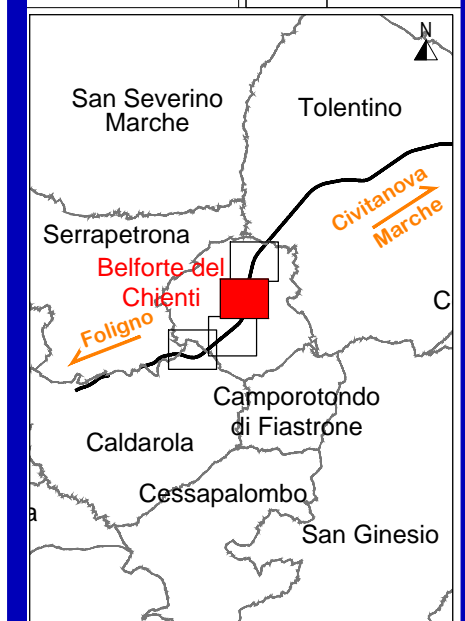 N
San Severino
Marche
Tolentino
Civitanova
Marche
Serrapetrona
Belforte del
Chienti
C
Foligno
Camporotondo
di Fiastrone
Caldarola
Cessapalombo
a
San Ginesio